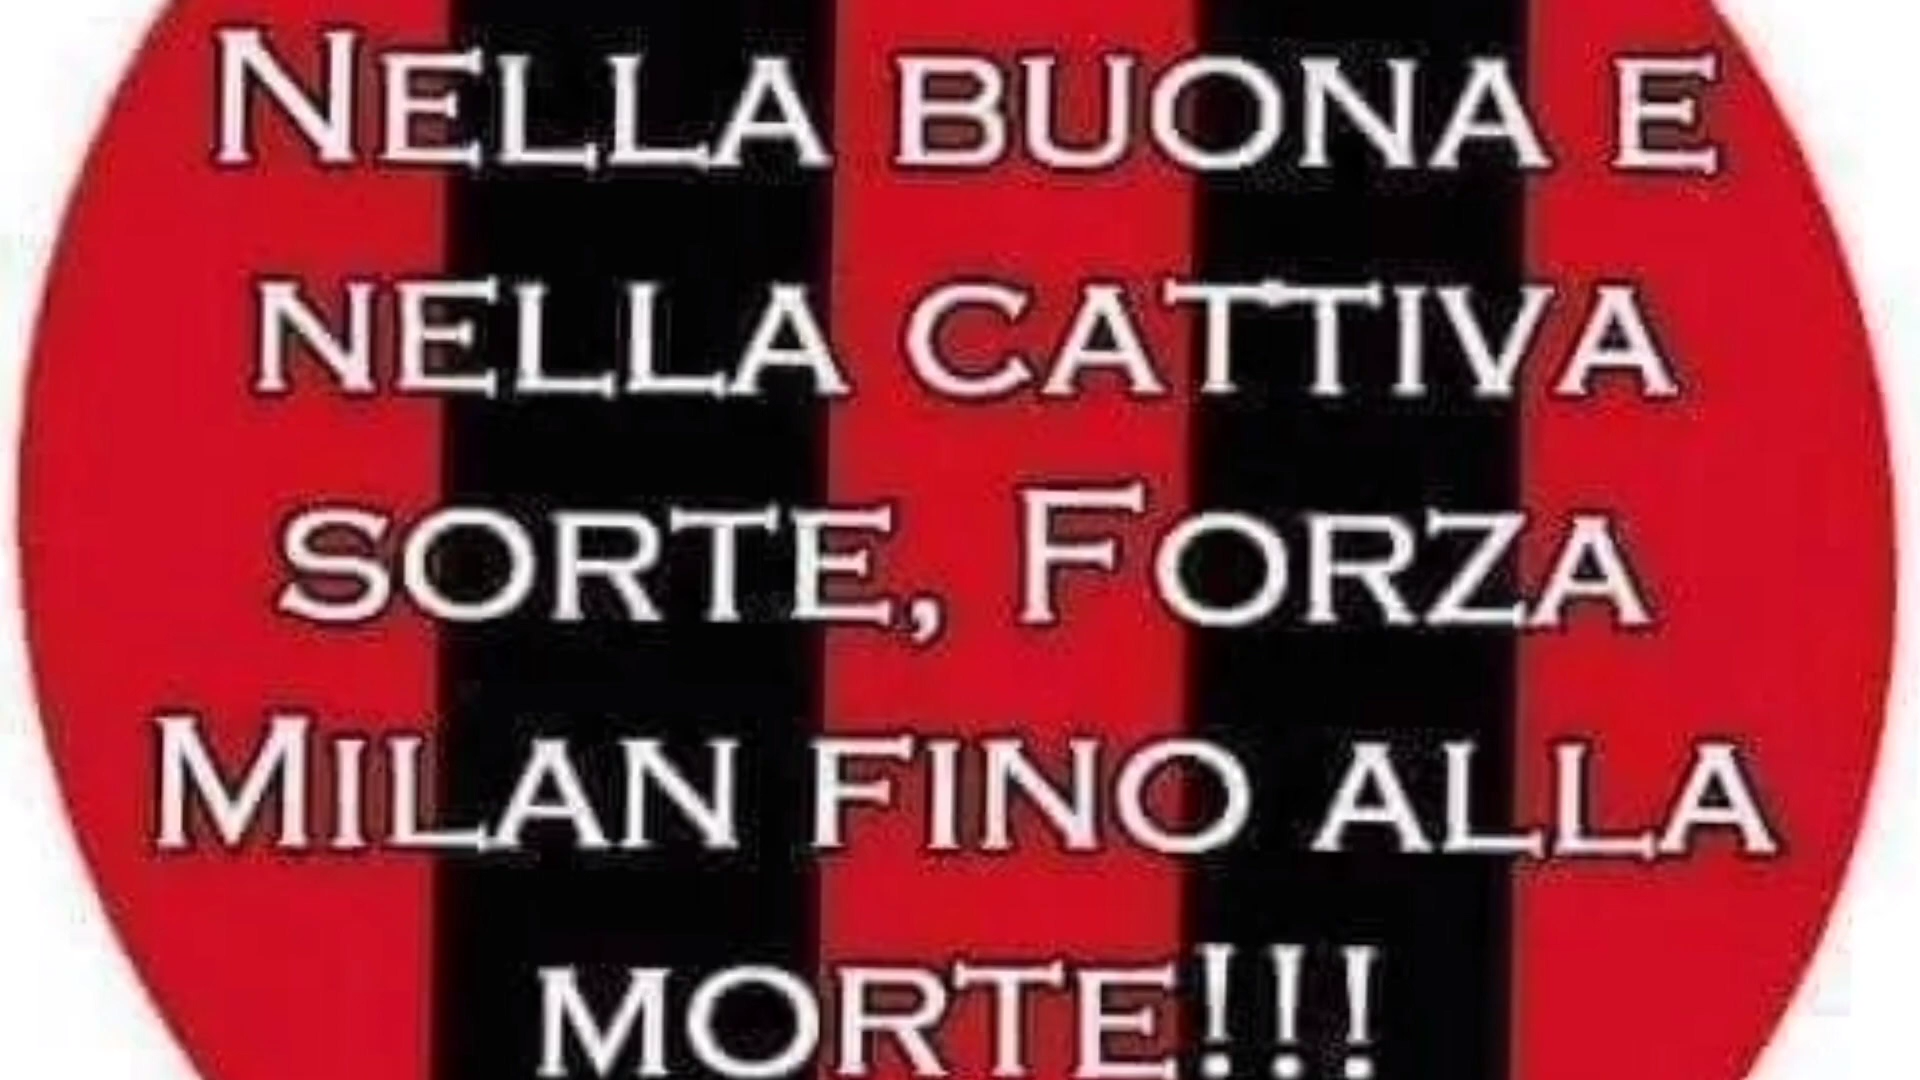 Nella buona e
nella cattiva
sorte, Forza
Milan fino alla
morte!!!